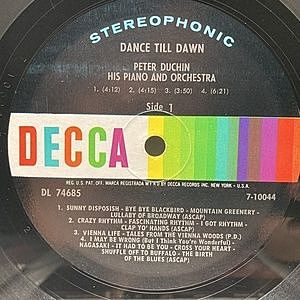 STEREOPHONIC
DANCE TILL DAWN
PETER DUCHIN
HIS PIANO AND ORCHESTRA
1. (4:12) 2. (4:15) 3. (3:50) 4. (6:21)
Side 1
DECCA
REG. U.S. PAT. OFF. MARCA REGISTRADA • MF'D BY DECCA RECORDS INC. NEW YORK, U.S.A.
DL 74685 7-10044
1. SUNNY DISPOSISH - BYE BYE BLACKBIRD - MOUNTAIN GREENERY -
LULLABY OF BROADWAY (ASCAP)
2. CRAZY RHYTHM - FASCINATING RHYTHM - I GOT RHYTHM -
CLAP YO' HANDS (ASCAP)
3. VIENNA LIFE - TALES FROM THE VIENNA WOODS (P.D.)
4. I MAY BE WRONG (But I Think You're Wonderful) -
NAGASAKI - IT HAD TO BE YOU - CROSS YOUR HEART -
SHUFFLE OFF TO BUFFALO - THE BIRTH
OF THE BLUES (ASCAP)